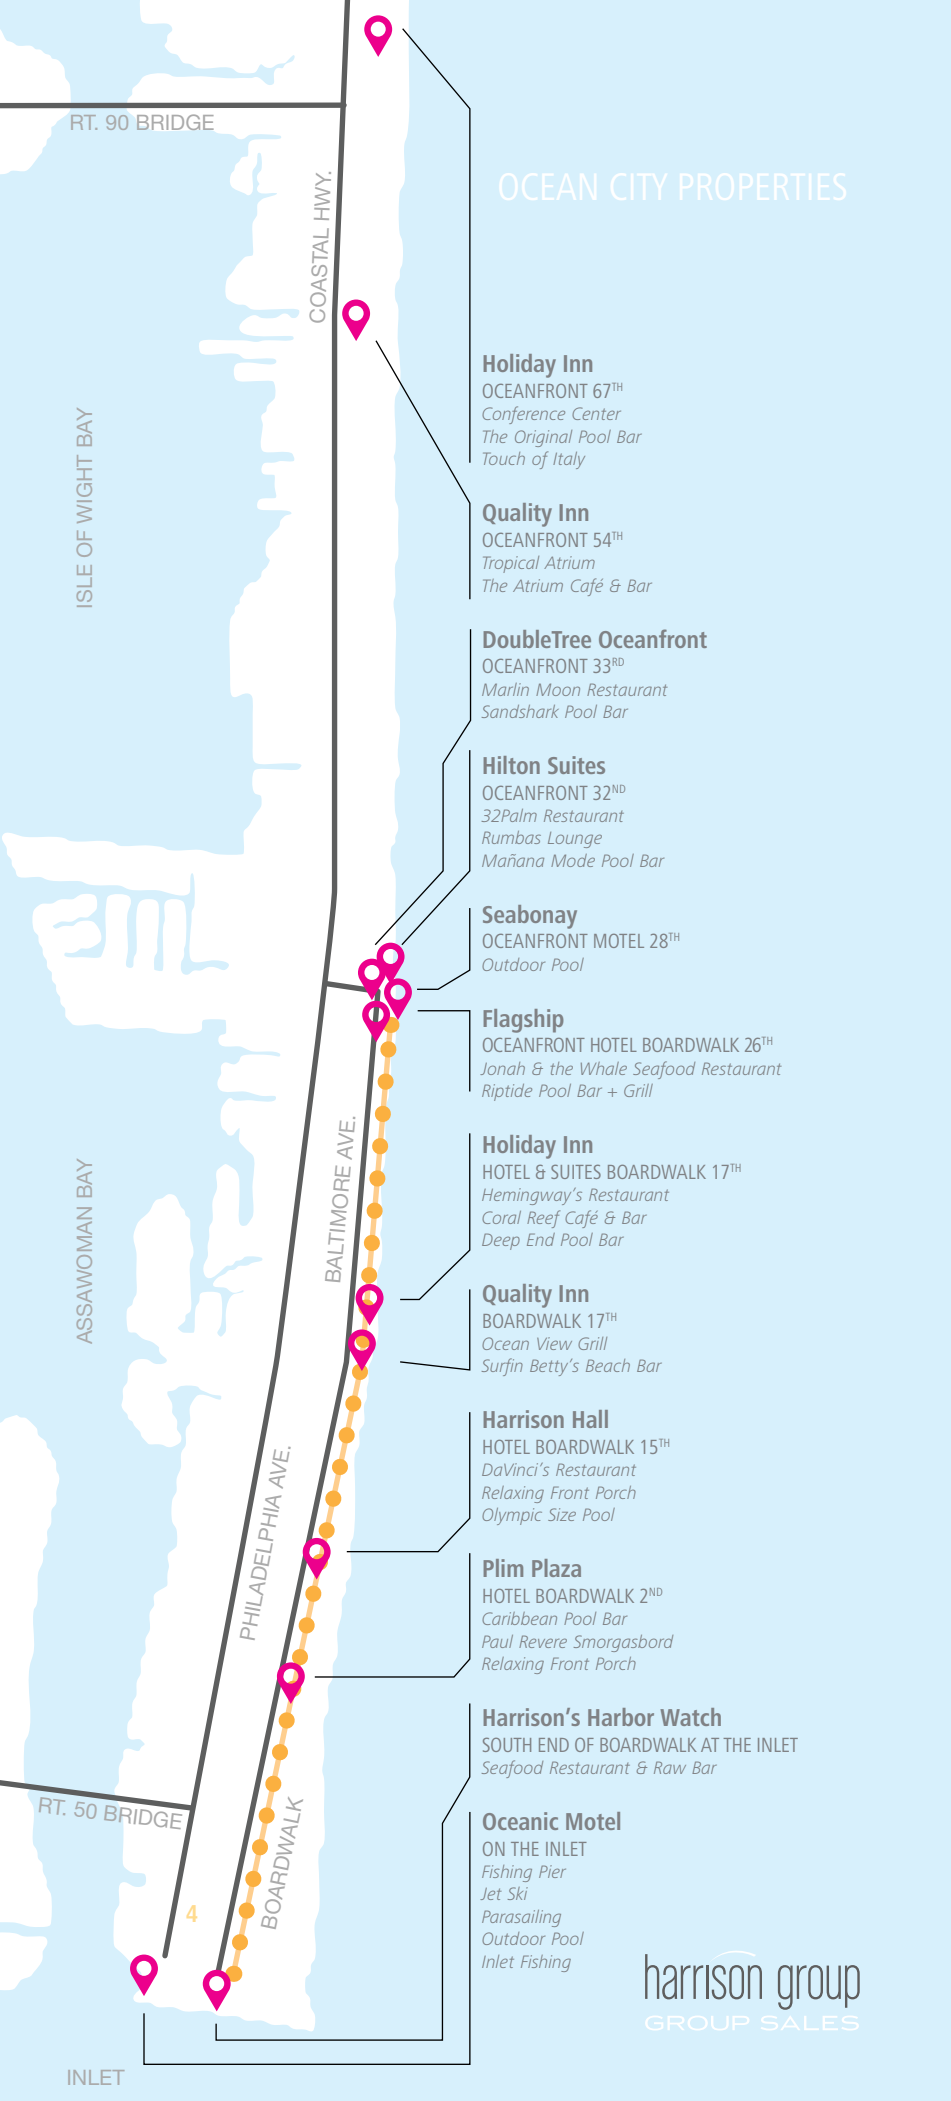 RT. 90 BRIDGE
COASTAL HWY.
OCEAN CITY PROPERTIES
ISLE OF WIGHT BAY
Holiday Inn
OCEANFRONT 67TH
Conference Center
The Original Pool Bar
Touch of Italy
Quality Inn
OCEANFRONT 54TH
Tropical Atrium
The Atrium Café & Bar
DoubleTree Oceanfront
OCEANFRONT 33RD
Marlin Moon Restaurant
Sandshark Pool Bar
Hilton Suites
OCEANFRONT 32ND
32Palm Restaurant
Rumbas Lounge
Mañana Mode Pool Bar
Seabonay
OCEANFRONT MOTEL 28TH
Outdoor Pool
Flagship
OCEANFRONT HOTEL BOARDWALK 26TH
Jonah & the Whale Seafood Restaurant
Riptide Pool Bar + Grill
BALTIMORE AVE.
ASSAWOMAN BAY
Holiday Inn
HOTEL & SUITES BOARDWALK 17TH
Hemingway's Restaurant
Coral Reef Café & Bar
Deep End Pool Bar
Quality Inn
BOARDWALK 17TH
Ocean View Grill
Surfin Betty's Beach Bar
PHILADELPHIA AVE.
Harrison Hall
HOTEL BOARDWALK 15TH
DaVinci's Restaurant
Relaxing Front Porch
Olympic Size Pool
Plim Plaza
HOTEL BOARDWALK 2ND
Caribbean Pool Bar
Paul Revere Smorgasbord
Relaxing Front Porch
Harrison's Harbor Watch
SOUTH END OF BOARDWALK AT THE INLET
Seafood Restaurant & Raw Bar
RT. 50 BRIDGE
BOARDWALK
Oceanic Motel
ON THE INLET
Fishing Pier
Jet Ski
Parasailing
Outdoor Pool
Inlet Fishing
4
harrison group
GROUP SALES
INLET